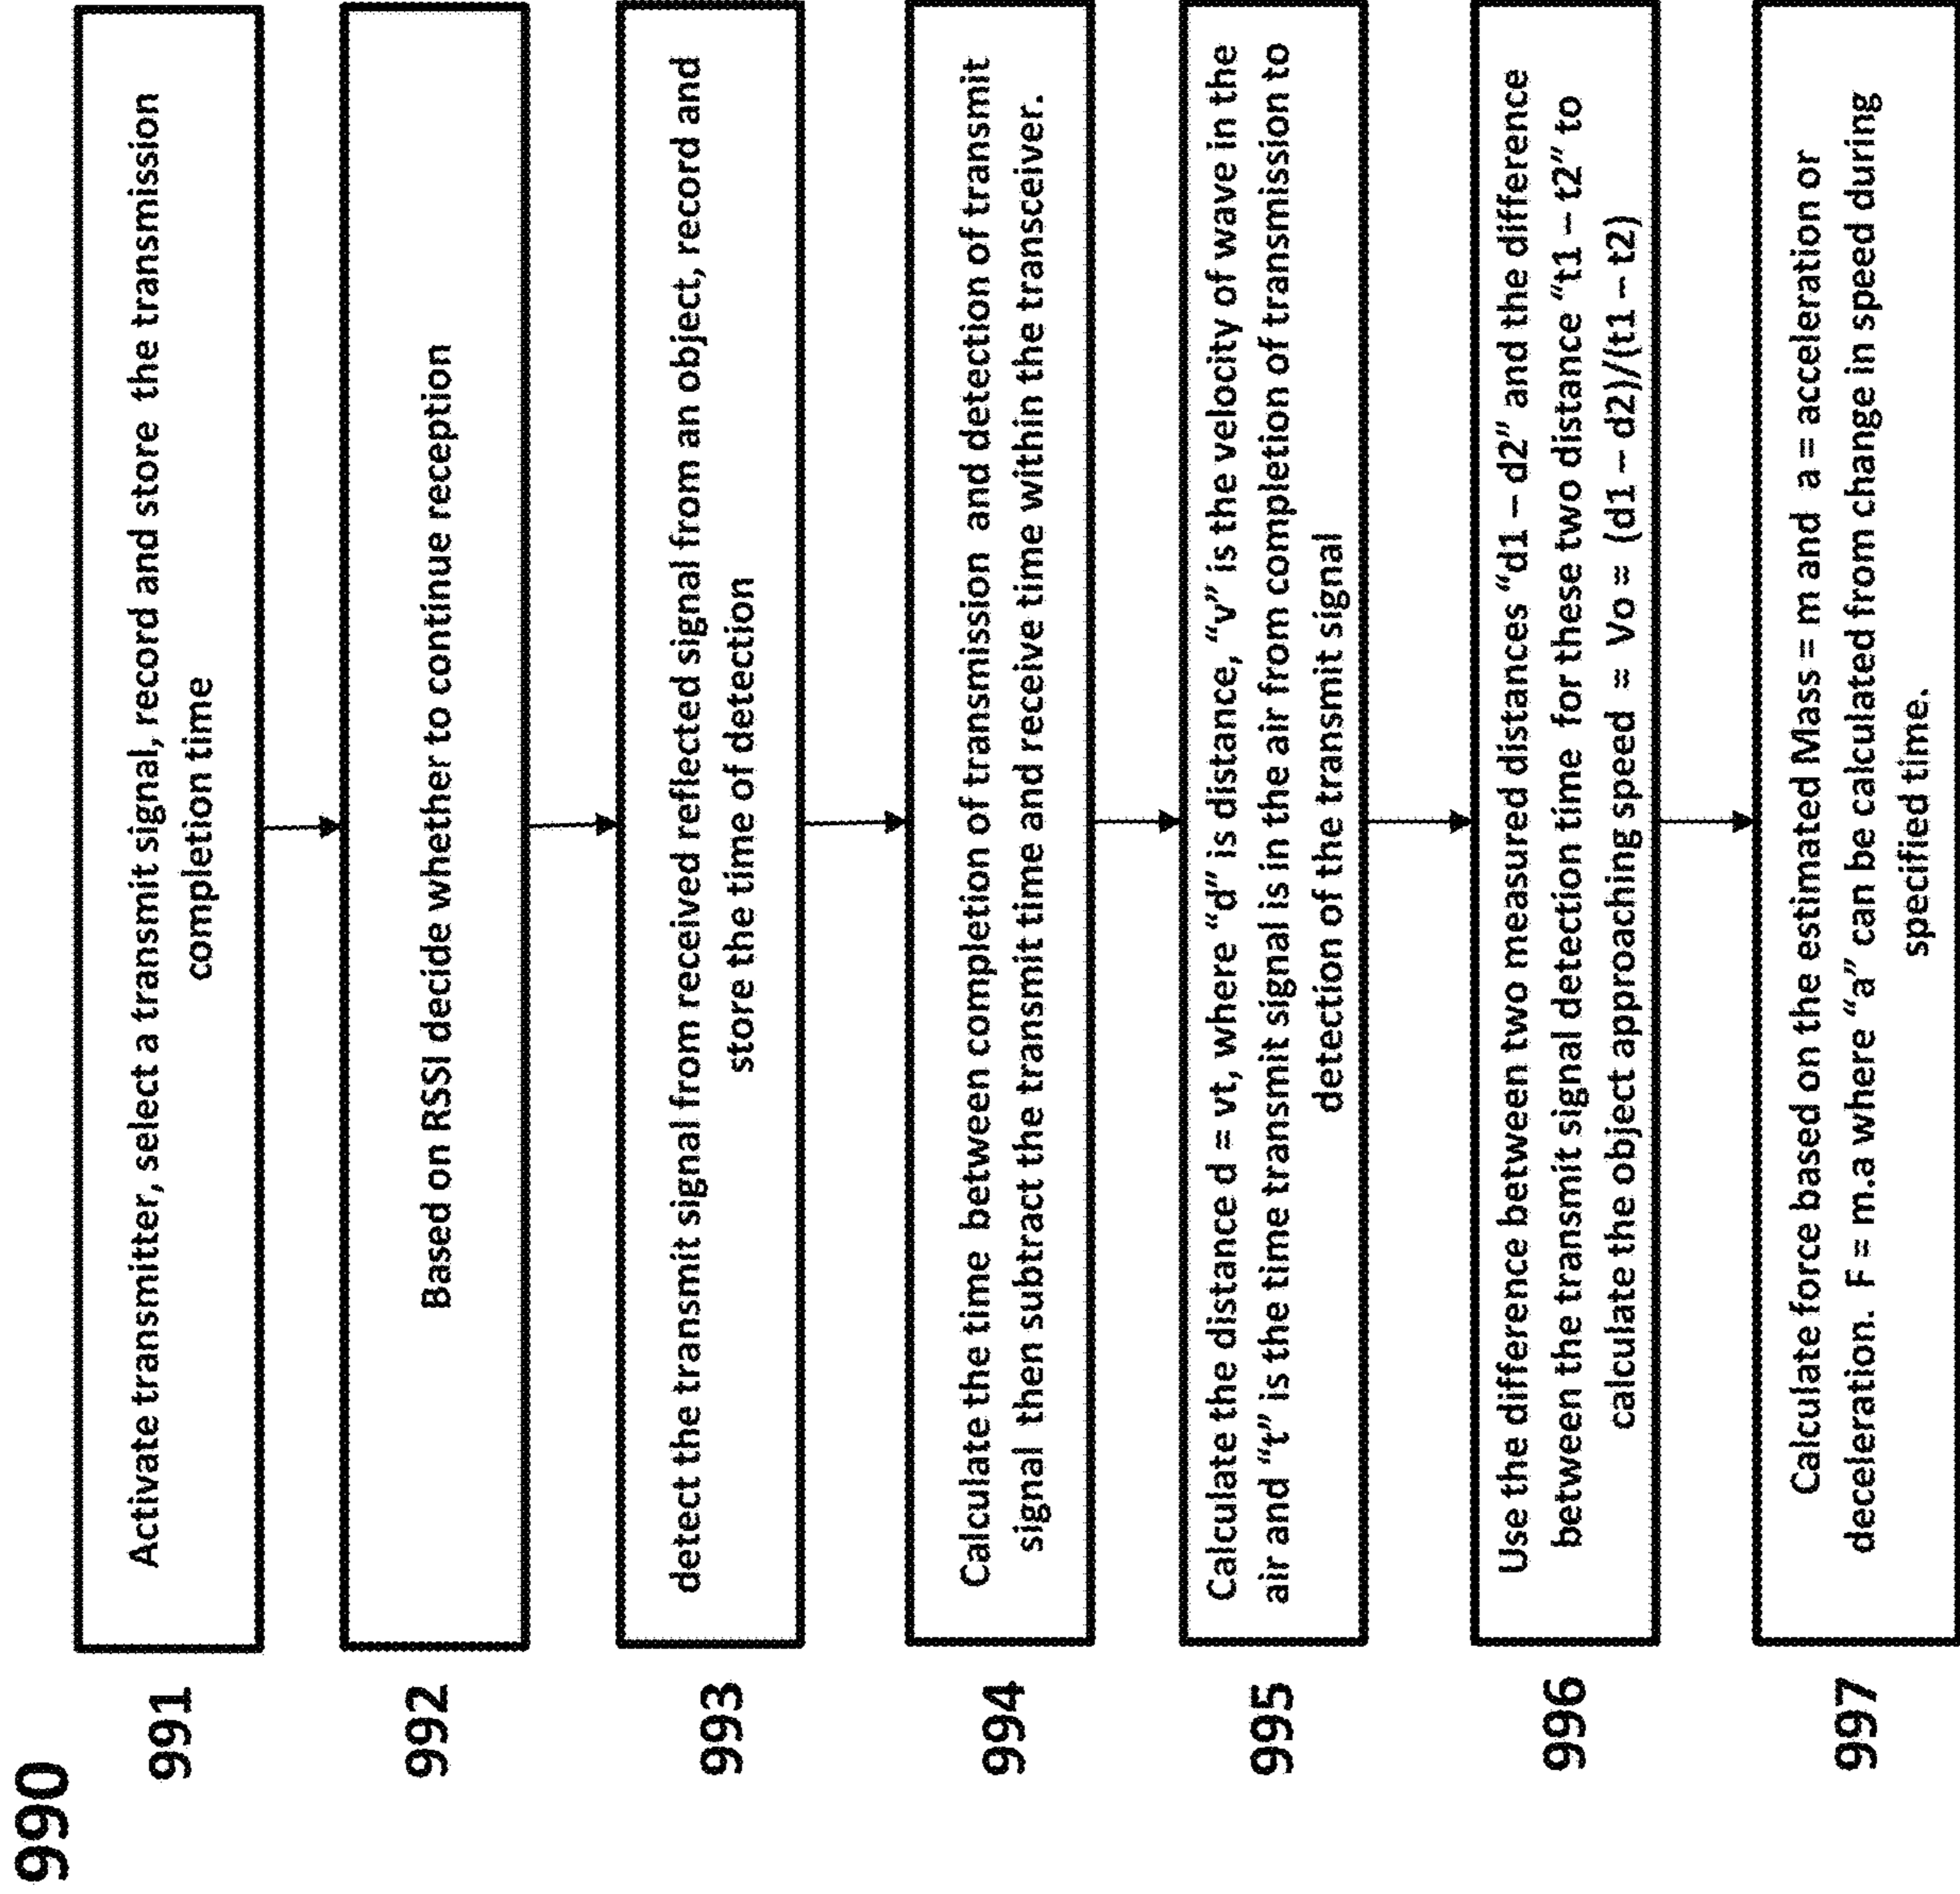 990
991
Activate transmitter, select a transmit signal, record and store the transmission
completion time
992
Based on RSSI decide whether to continue reception
993
detect the transmit signal from received reflected signal from an object, record and
store the time of detection
994
Calculate the time between completion of transmission and detection of transmit
signal then subtract the transmit time and receive time within the transceiver.
995
Calculate the distance d = vt, where “d” is distance, “v” is the velocity of wave in the
air and “t” is the time transmit signal is in the air from completion of transmission to
detection of the transmit signal
996
Use the difference between two measured distances “d1 – d2” and the difference
between the transmit signal detection time for these two distance “t1 – t2” to
calculate the object approaching speed = Vo = (d1 – d2)/(t1 – t2)
997
Calculate force based on the estimated Mass = m and a = acceleration or
deceleration. F = m.a where “a” can be calculated from change in speed during
specified time.